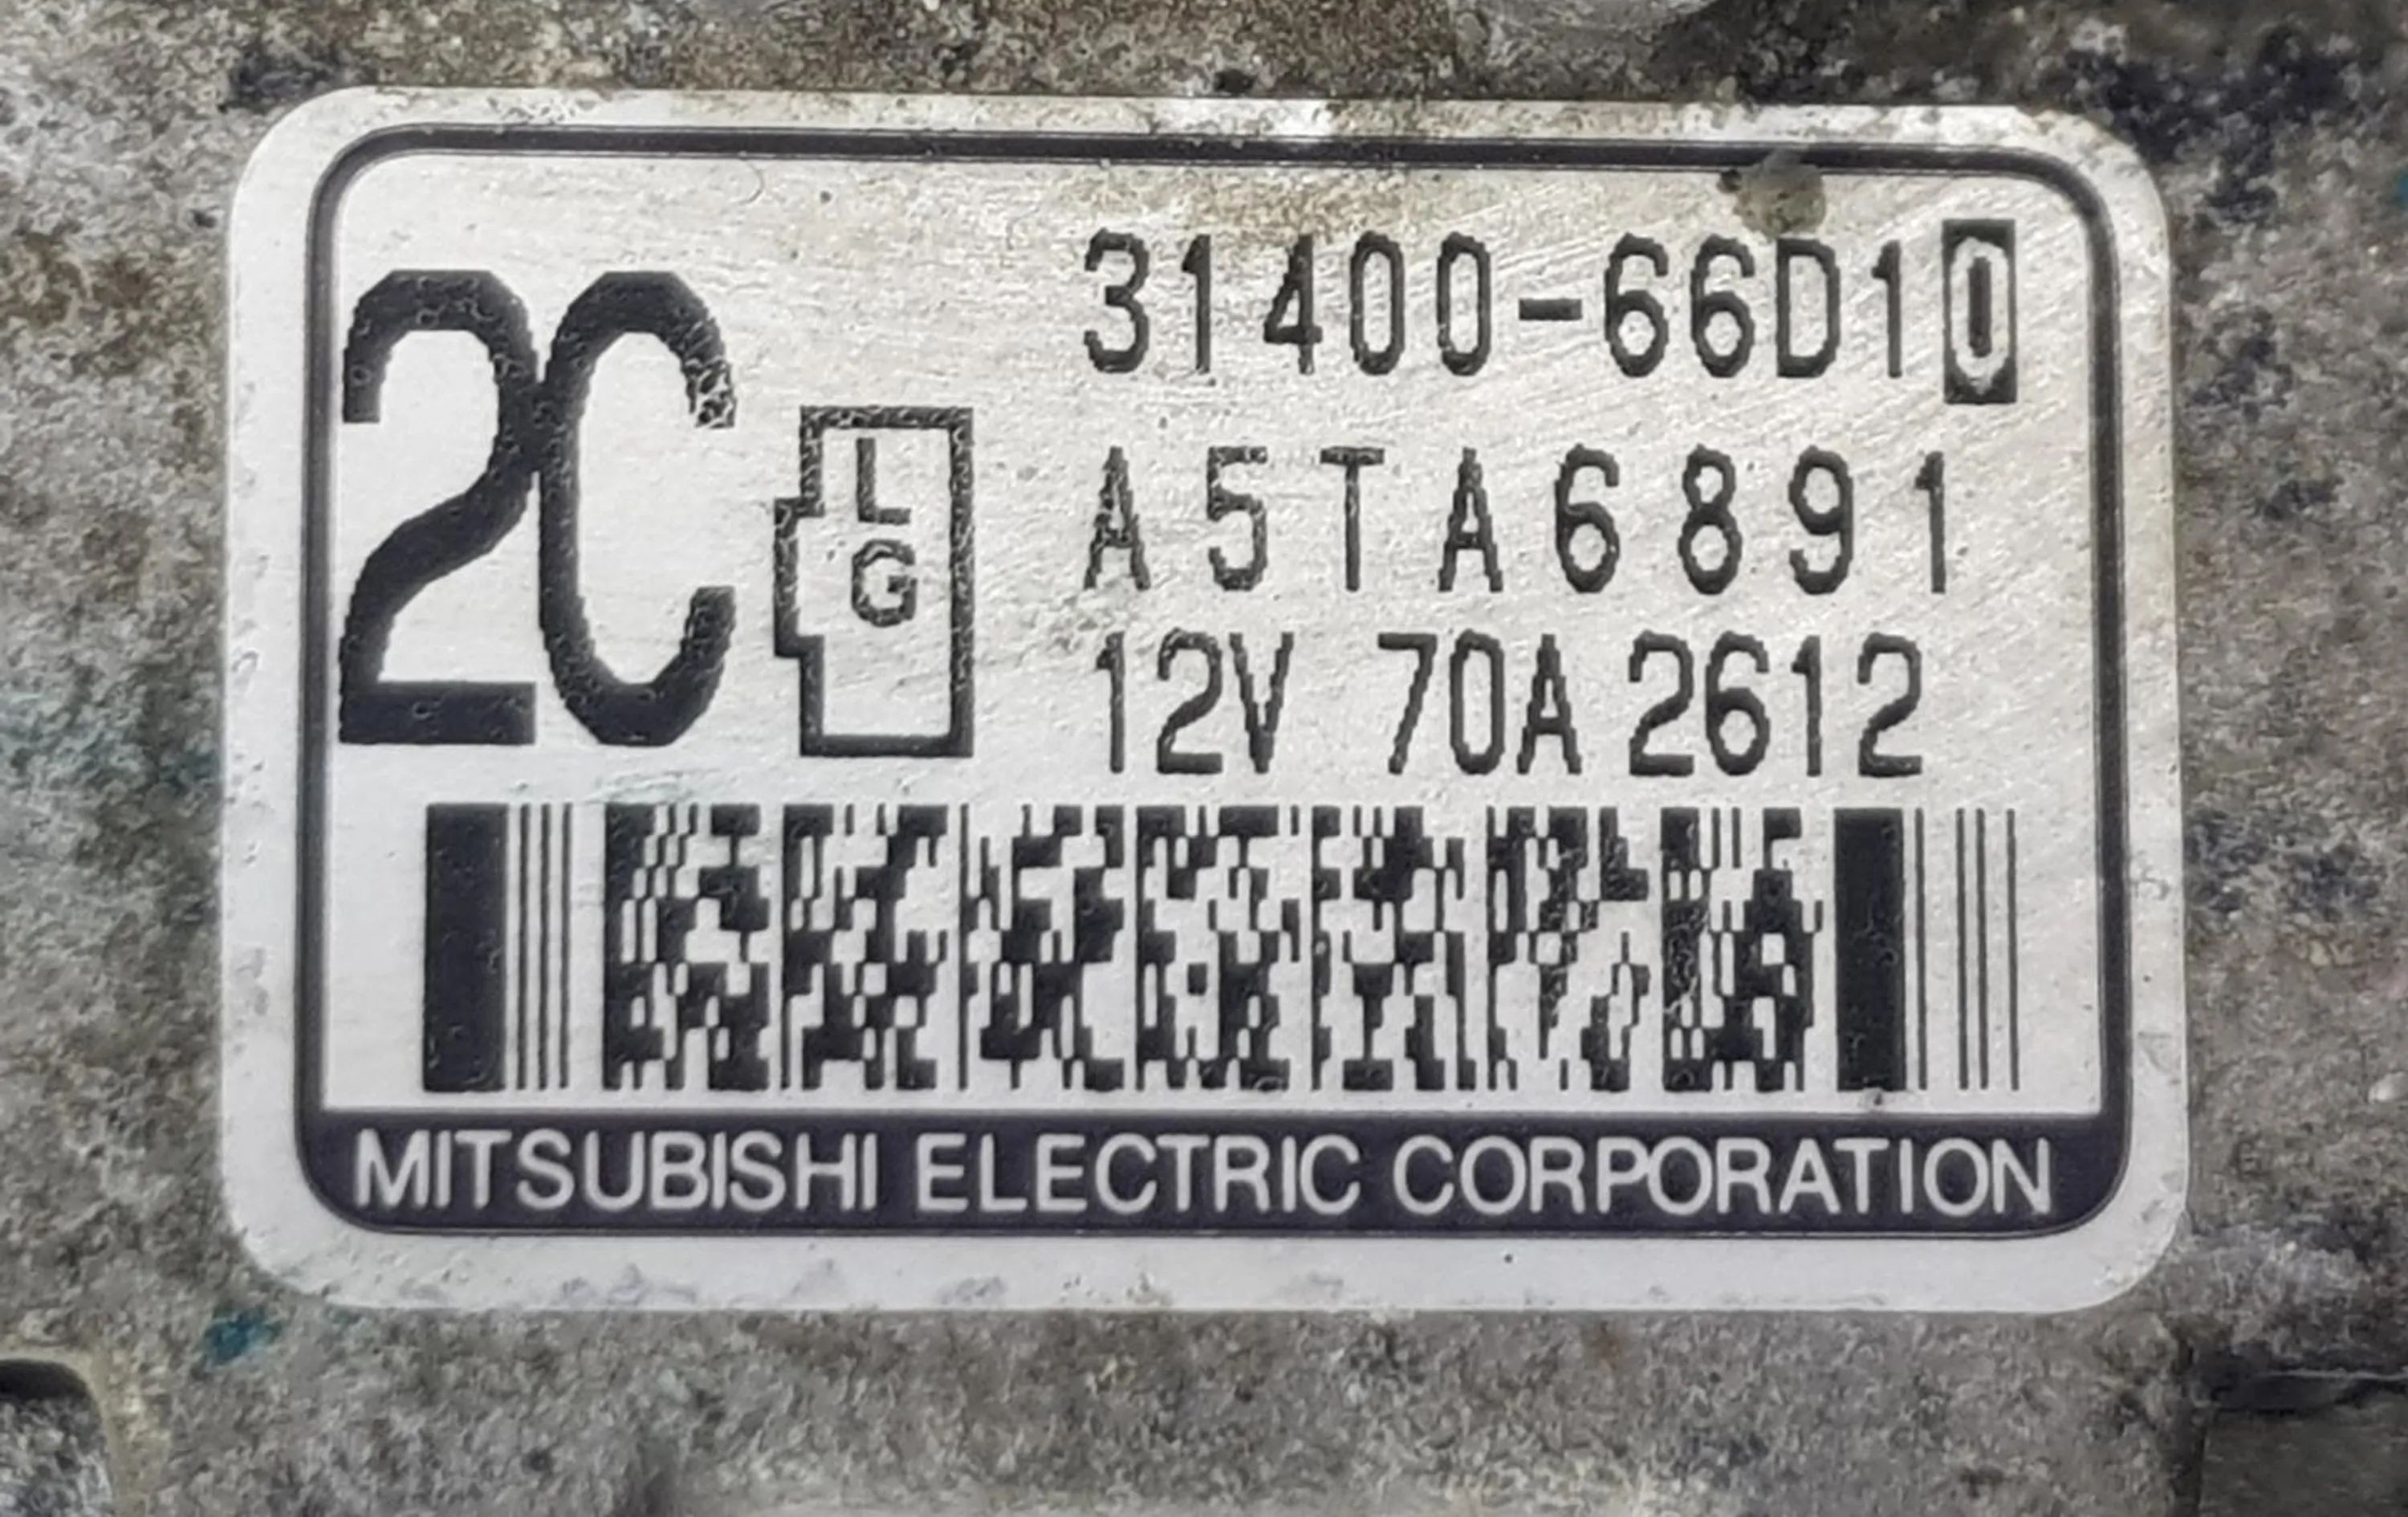 2C
L
G
31400-66D10
A5TA6891
12V 70A 2612
MITSUBISHI ELECTRIC CORPORATION